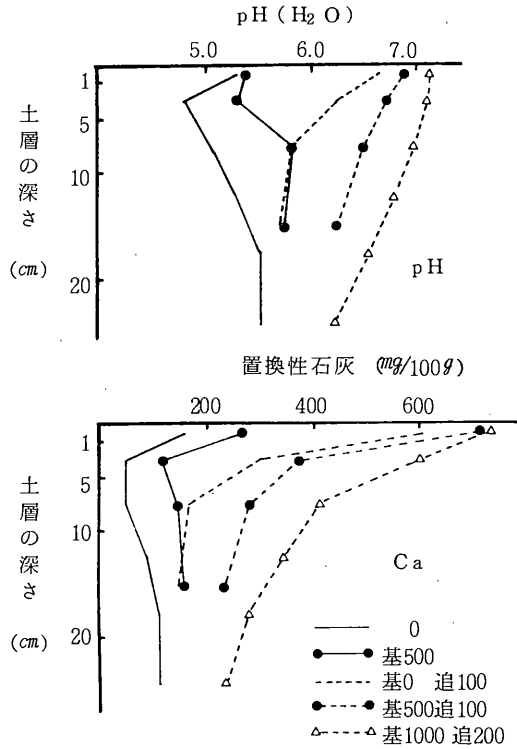 pH (H₂O)
5.0 6.0 7.0
1
5
10
20
土層の深さ
(cm)
pH
置換性石灰 (mg/100g)
200 400 600
1
5
10
20
土層の深さ
(cm)
Ca
0
基500
基0 追100
基500追100
基1000 追200